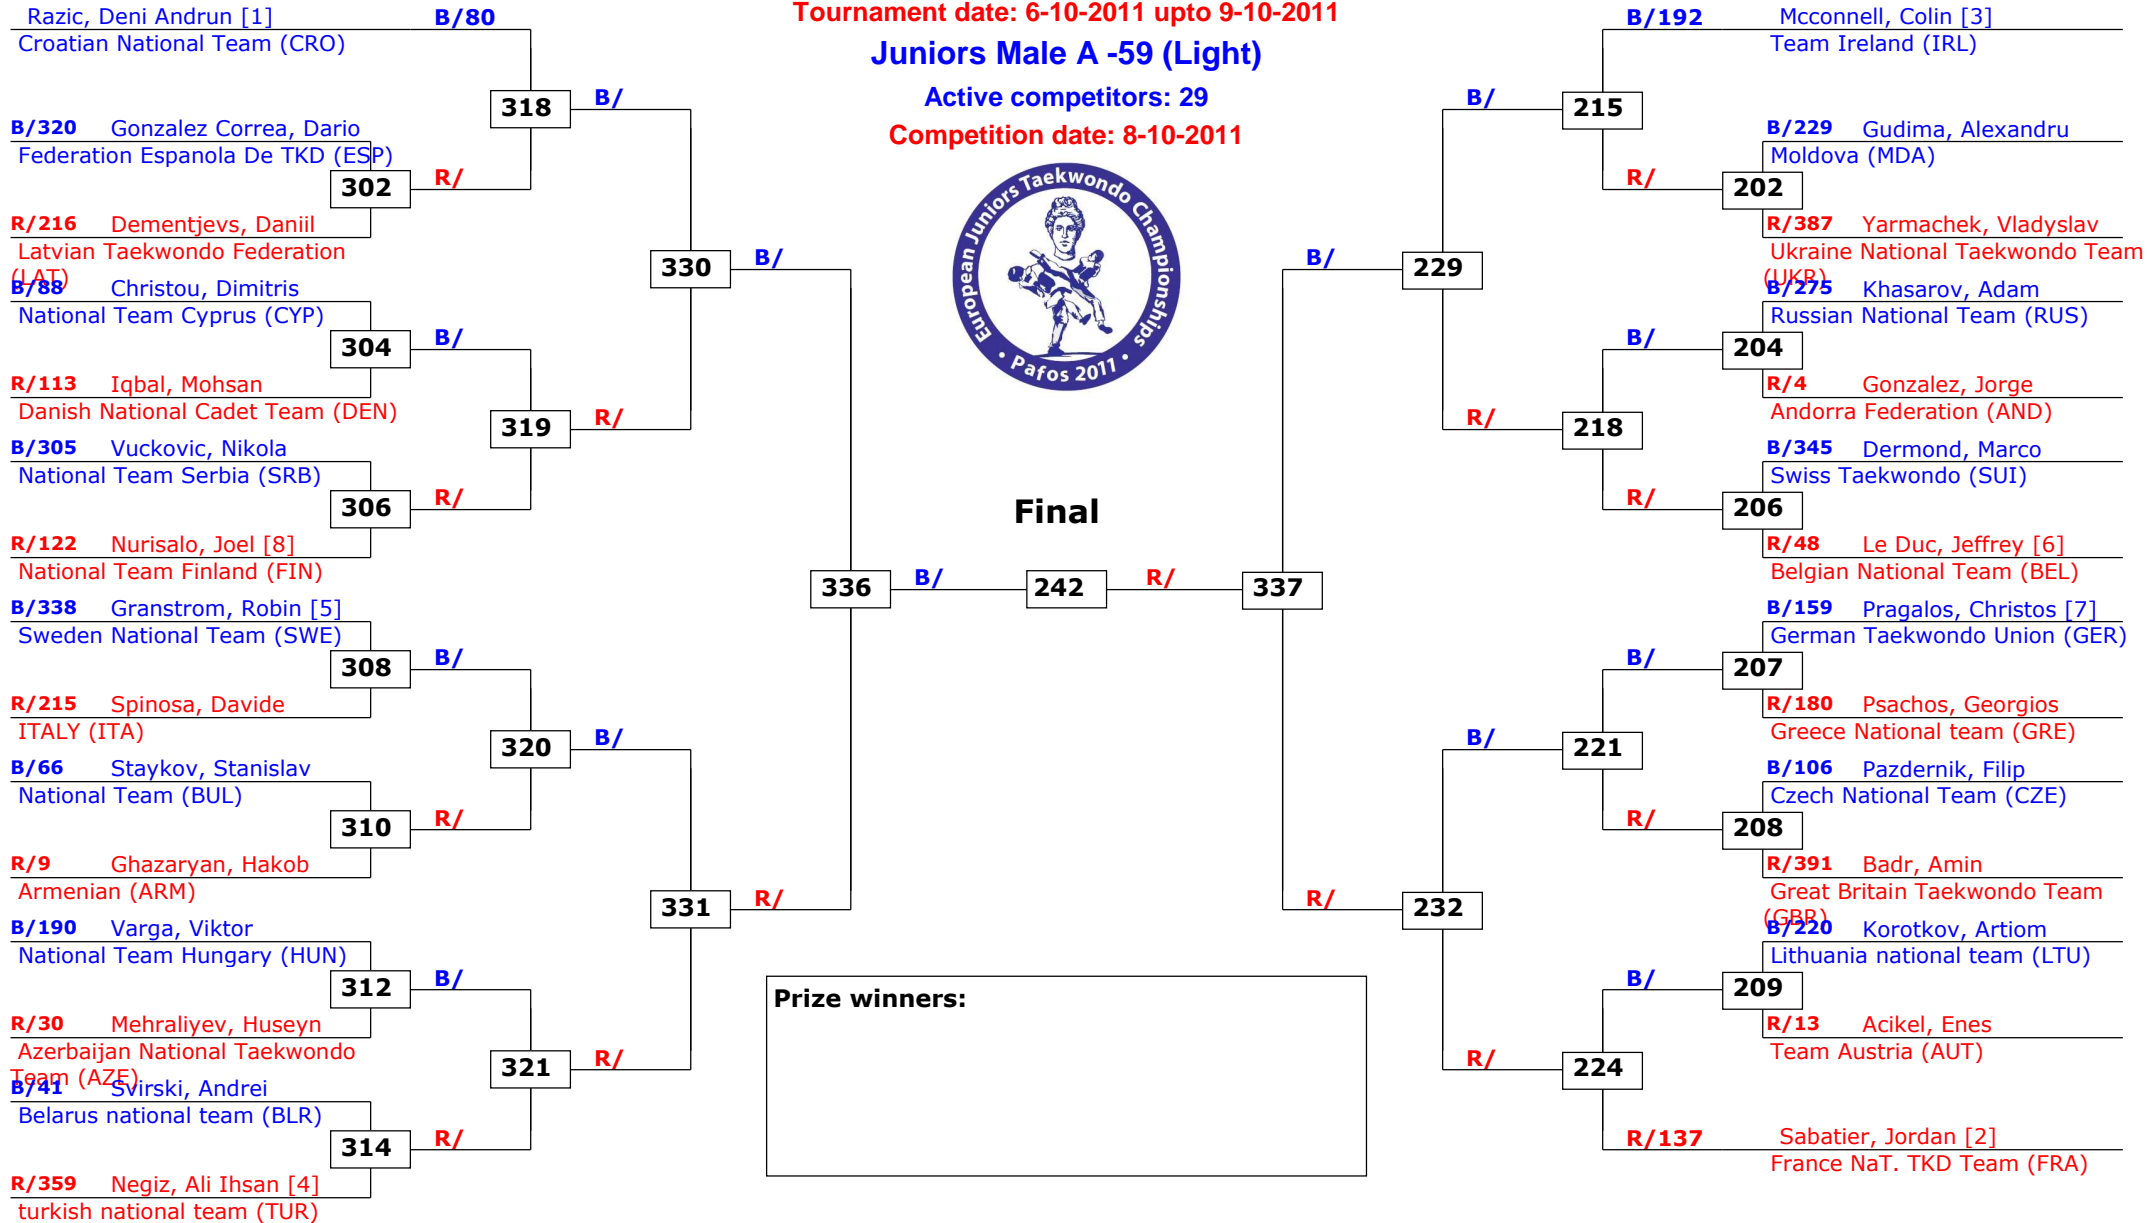 Tournament date: 6-10-2011 upto 9-10-2011
Juniors Male A -59 (Light)
Active competitors: 29
Competition date: 8-10-2011
European Juniors Taekwondo Championships
• Pafos 2011 •
Razic, Deni Andrun [1] B/80
Croatian National Team (CRO)
318 B/
B/320 Gonzalez Correa, Dario
Federation Espanola De TKD (ESP)
302 R/
R/216 Dementjevs, Daniil
Latvian Taekwondo Federation
(LAT)
330 B/
B/88 Christou, Dimitris
National Team Cyprus (CYP)
304 B/
R/113 Iqbal, Mohsan
Danish National Cadet Team (DEN)
319 R/
B/305 Vuckovic, Nikola
National Team Serbia (SRB)
306 R/
R/122 Nurisalo, Joel [8]
National Team Finland (FIN)
336 B/
B/338 Granstrom, Robin [5]
Sweden National Team (SWE)
308 B/
R/215 Spinosa, Davide
ITALY (ITA)
320 B/
B/66 Staykov, Stanislav
National Team (BUL)
310 R/
R/9 Ghazaryan, Hakob
Armenian (ARM)
331 R/
B/190 Varga, Viktor
National Team Hungary (HUN)
312 B/
R/30 Mehraliyev, Huseyn
Azerbaijan National Taekwondo
Team (AZE)
321 R/
B/41 Svirski, Andrei
Belarus national team (BLR)
314 R/
R/359 Negiz, Ali Ihsan [4]
turkish national team (TUR)
Final
242
Prize winners:
B/192 Mcconnell, Colin [3]
Team Ireland (IRL)
B/ 215
B/229 Gudima, Alexandru
Moldova (MDA)
R/ 202
R/387 Yarmachek, Vladyslav
Ukraine National Taekwondo Team
(UKR)
B/ 229
B/275 Khasarov, Adam
Russian National Team (RUS)
B/ 204
R/4 Gonzalez, Jorge
Andorra Federation (AND)
R/ 218
B/345 Dermond, Marco
Swiss Taekwondo (SUI)
R/ 206
R/48 Le Duc, Jeffrey [6]
Belgian National Team (BEL)
R/ 337
B/159 Pragalos, Christos [7]
German Taekwondo Union (GER)
B/ 207
R/180 Psachos, Georgios
Greece National team (GRE)
B/ 221
B/106 Pazdernik, Filip
Czech National Team (CZE)
R/ 208
R/391 Badr, Amin
Great Britain Taekwondo Team
(GBR)
R/ 232
B/220 Korotkov, Artiom
Lithuania national team (LTU)
B/ 209
R/13 Acikel, Enes
Team Austria (AUT)
R/ 224
R/137 Sabatier, Jordan [2]
France NaT. TKD Team (FRA)